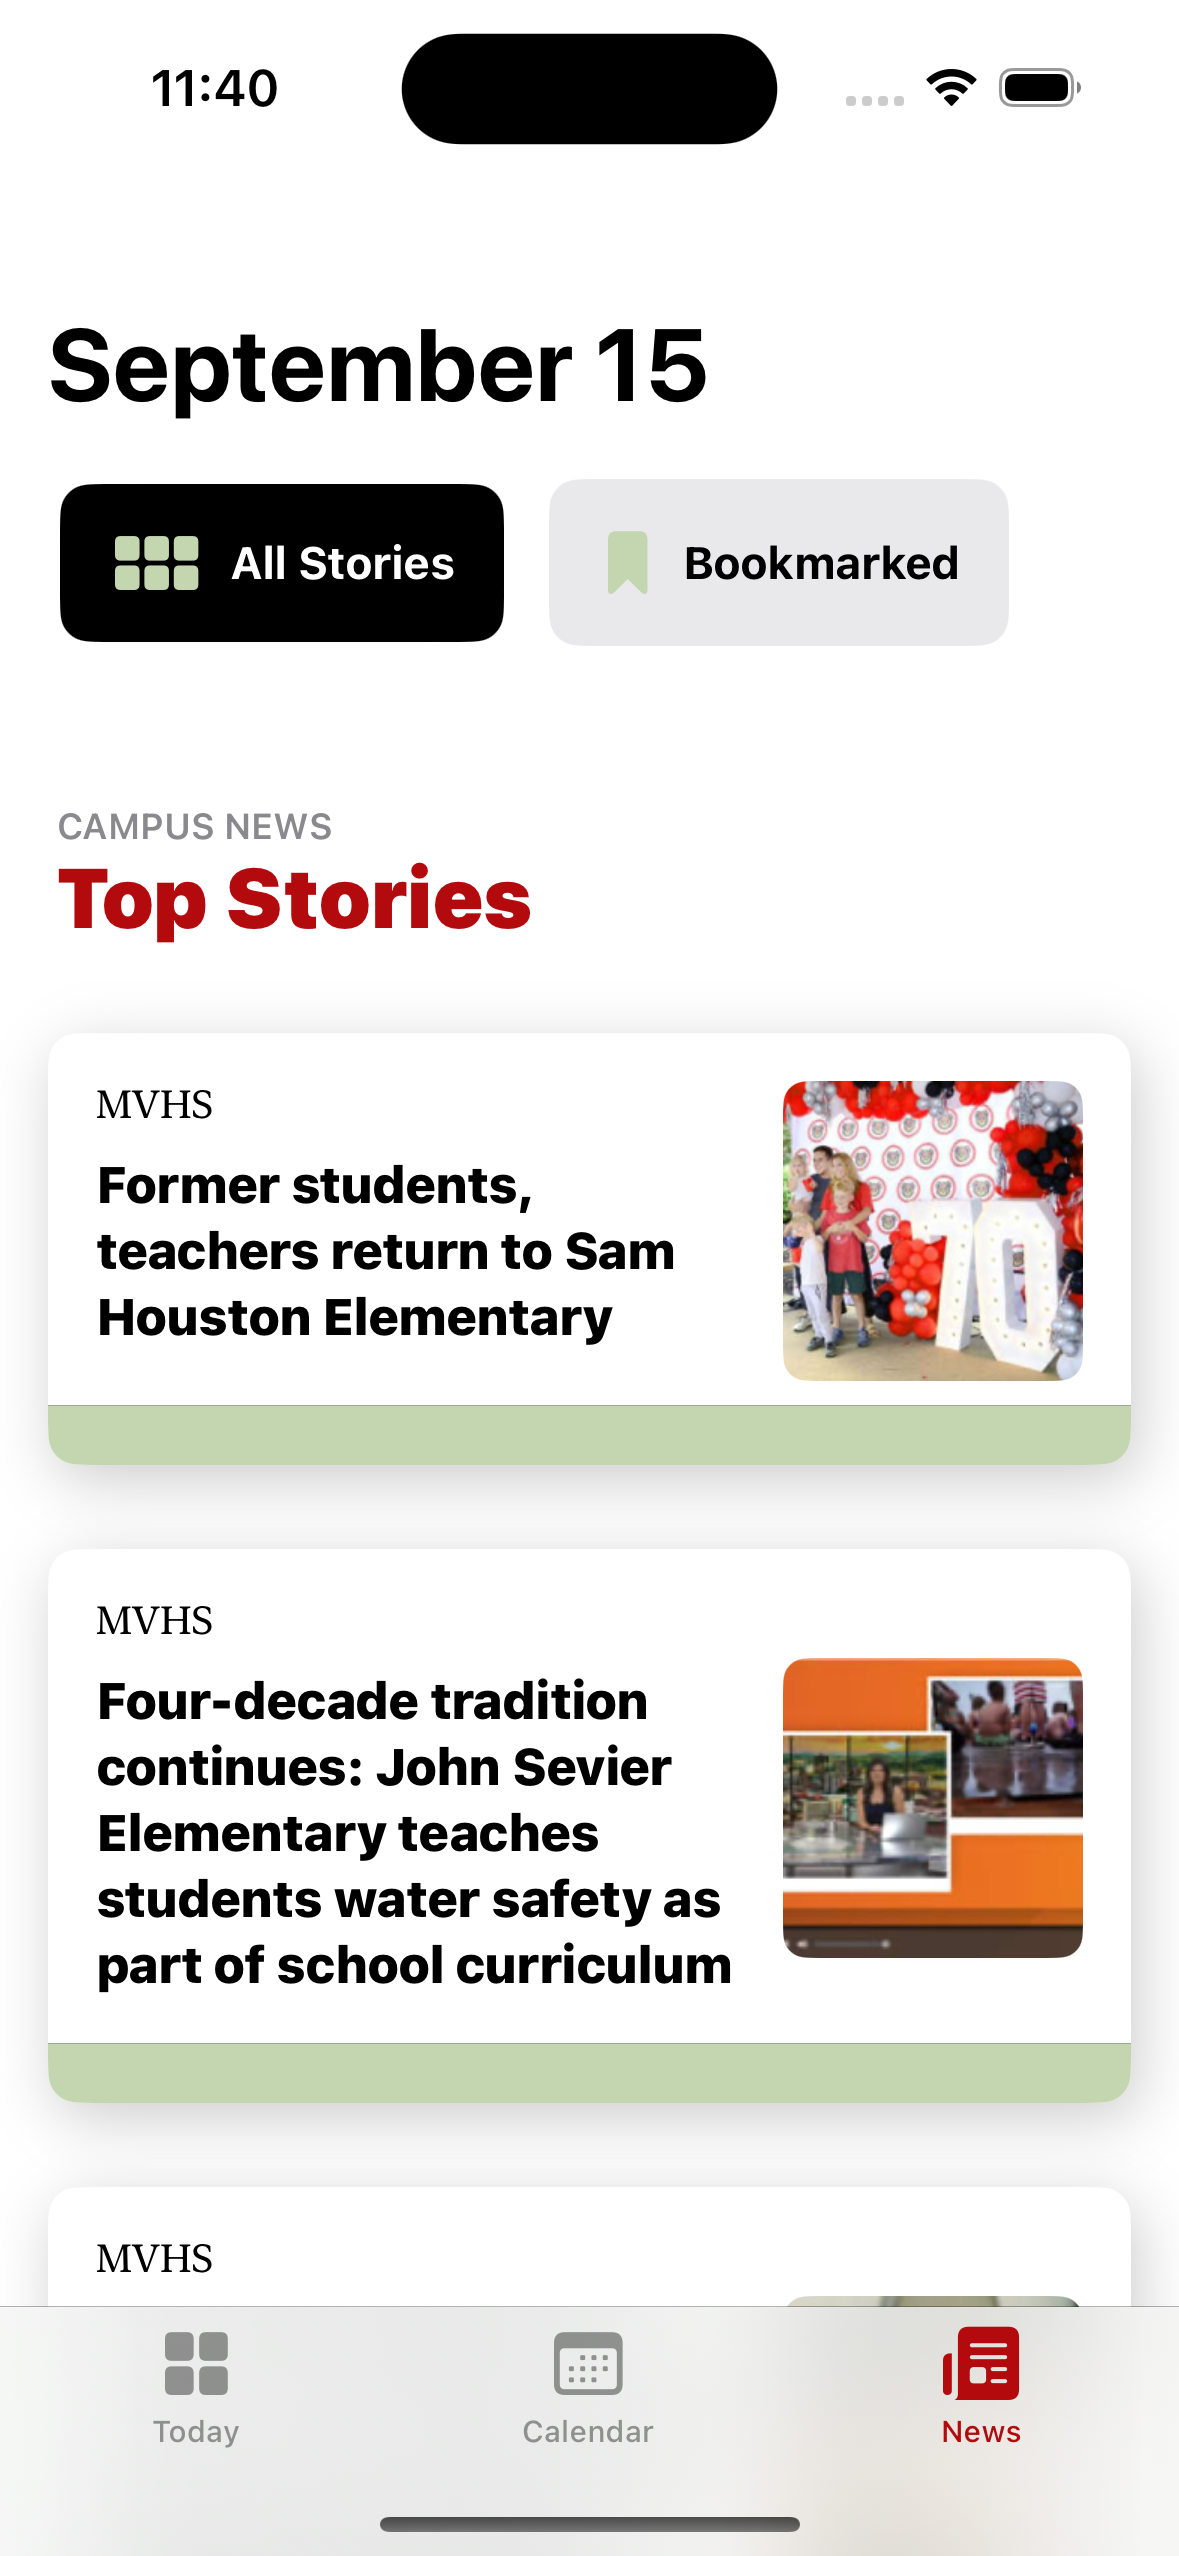 11:40
September 15
All Stories
Bookmarked
CAMPUS NEWS
Top Stories
MVHS
Former students,
teachers return to Sam
Houston Elementary
70
MVHS
Four-decade tradition
continues: John Sevier
Elementary teaches
students water safety as
part of school curriculum
MVHS
Today
Calendar
News